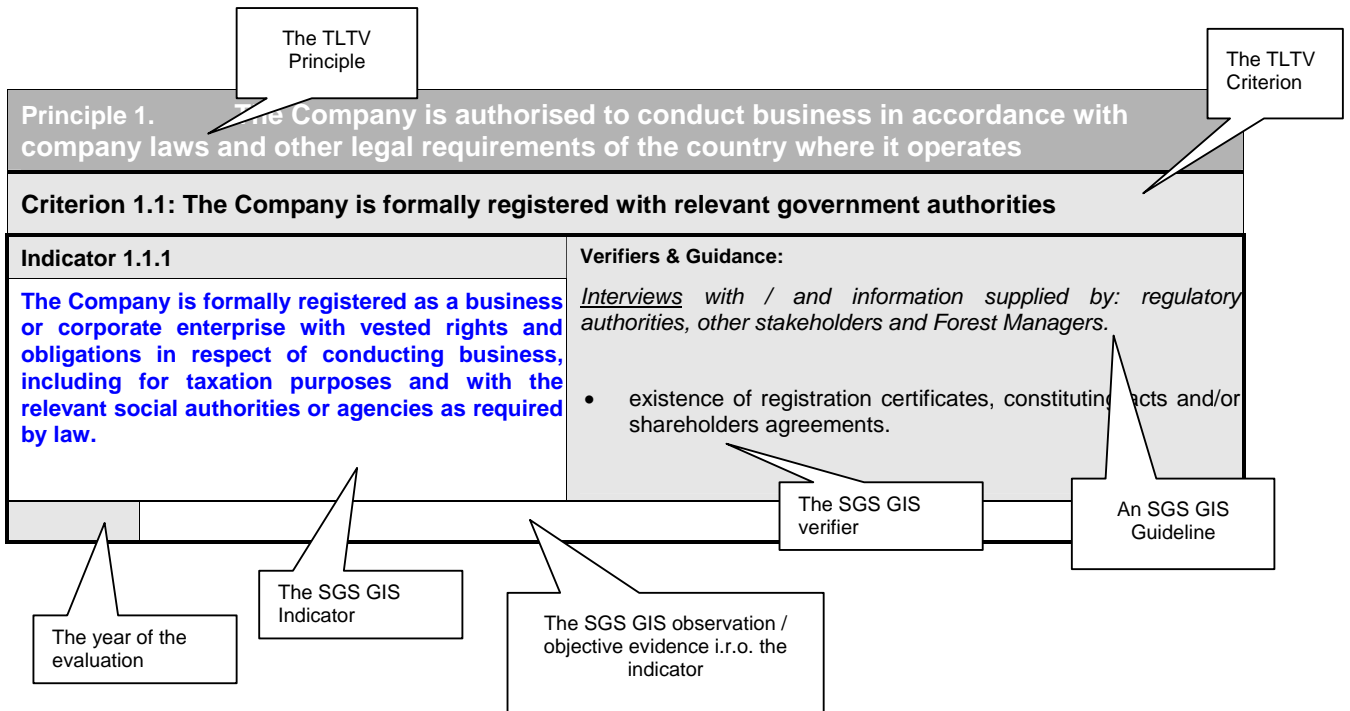 The TLTV
Principle
The TLTV
Criterion
Principle 1. The Company is authorised to conduct business in accordance with
company laws and other legal requirements of the country where it operates
Criterion 1.1: The Company is formally registered with relevant government authorities
Indicator 1.1.1
The Company is formally registered as a business
or corporate enterprise with vested rights and
obligations in respect of conducting business,
including for taxation purposes and with the
relevant social authorities or agencies as required
by law.
Verifiers & Guidance:
Interviews with / and information supplied by: regulatory
authorities, other stakeholders and Forest Managers.
• existence of registration certificates, constituting acts and/or
shareholders agreements.
The SGS GIS
verifier
An SGS GIS
Guideline
The SGS GIS
Indicator
The SGS GIS observation /
objective evidence i.r.o. the
indicator
The year of the
evaluation